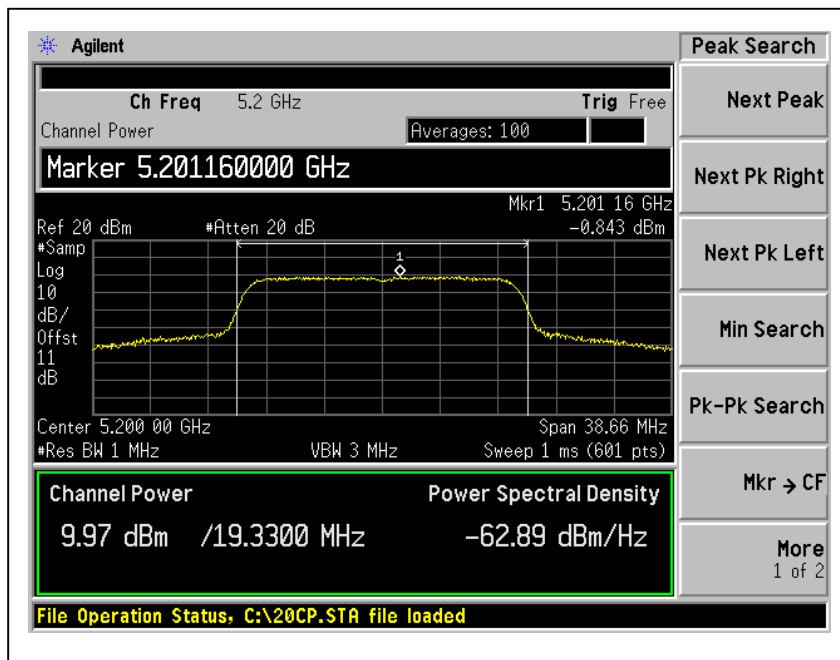 Agilent
Peak Search
Ch Freq 5.2 GHz Trig Free
Channel Power Averages: 100
Marker 5.201160000 GHz
Mkr1 5.201 16 GHz
Ref 20 dBm #Atten 20 dB -0.843 dBm
#Samp
Log
10
dB/
Offst
11
dB
1
Center 5.200 00 GHz Span 38.66 MHz
#Res BW 1 MHz VBW 3 MHz Sweep 1 ms (601 pts)
Channel Power Power Spectral Density
9.97 dBm /19.3300 MHz -62.89 dBm/Hz
File Operation Status, C:\20CP.STA file loaded
Next Peak
Next Pk Right
Next Pk Left
Min Search
Pk-Pk Search
Mkr → CF
More
1 of 2